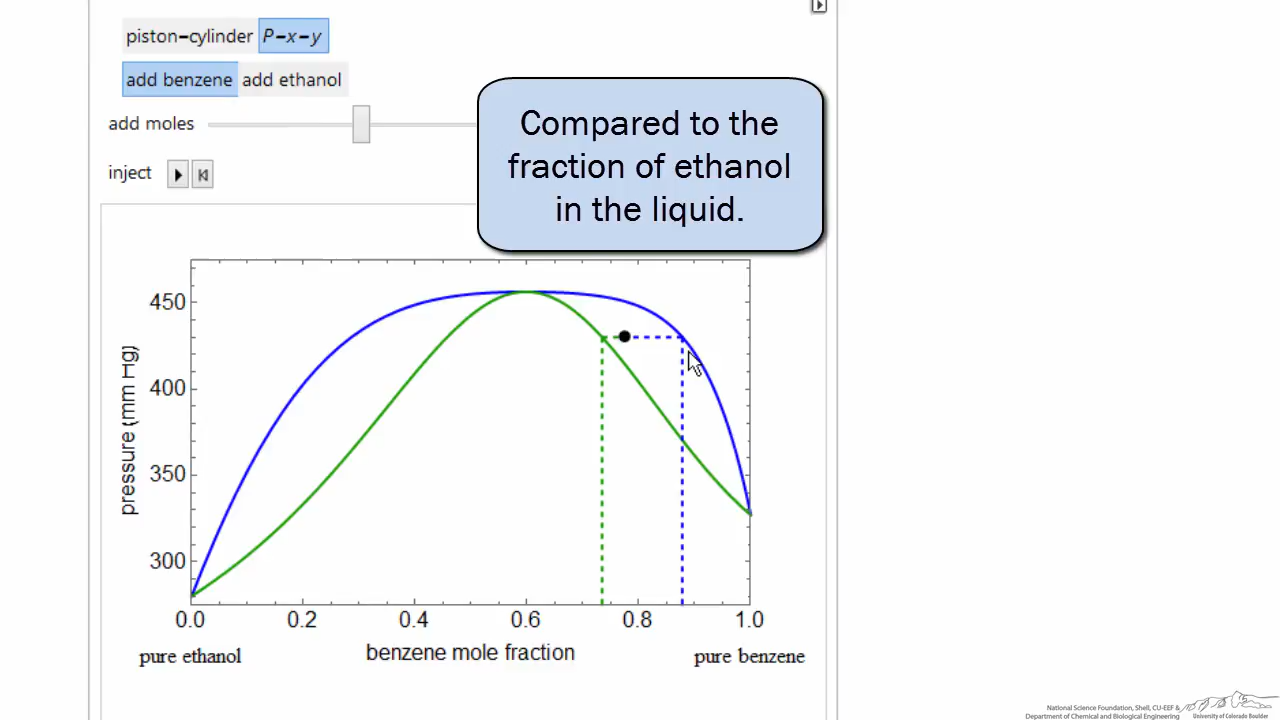 piston−cylinder P−x−y
add benzene add ethanol
add moles
inject
Compared to the
fraction of ethanol
in the liquid.
pressure (mm Hg)
450
400
350
300
0.0 0.2 0.4 0.6 0.8 1.0
pure ethanol benzene mole fraction pure benzene
National Science Foundation, Shell, CU-EEF &
Department of Chemical and Biological Engineering University of Colorado Boulder